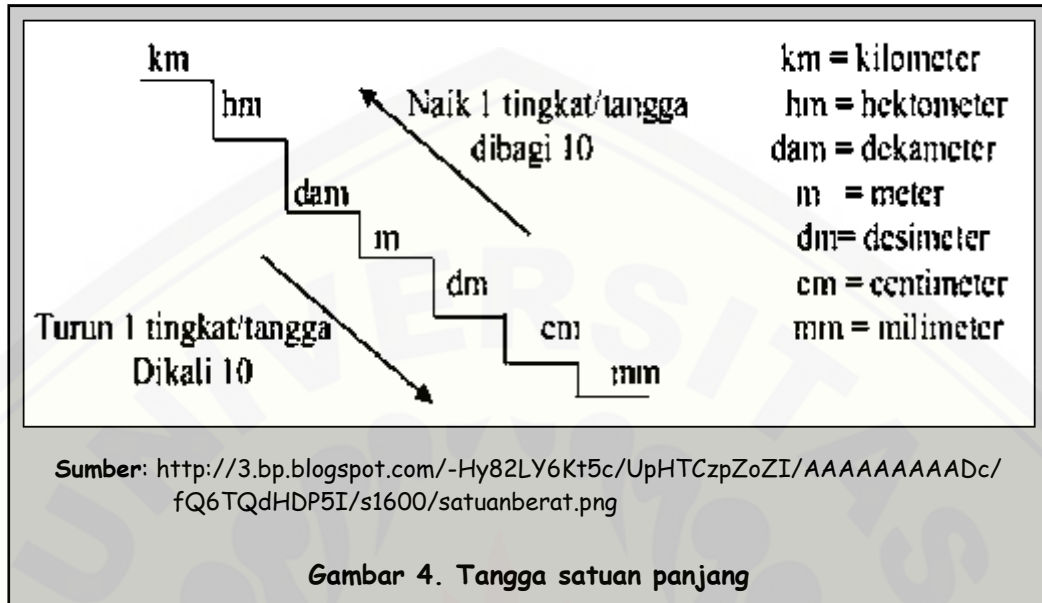 km
hm
dam
m
dm
cm
mm
Naik 1 tingkat/tangga
dibagi 10
Turun 1 tingkat/tangga
Dikali 10
km = kilometer
hm = hektometer
dam = dekameter
m = meter
dm= desimeter
cm = centimeter
mm = milimeter
Sumber: http://3.bp.blogspot.com/-Hy82LY6Kt5c/UpHTCzpZoZI/AAAAAAAAADc/
fQ6TQdHDP5I/s1600/satuanberat.png
Gambar 4. Tangga satuan panjang
UNIVERSITAS